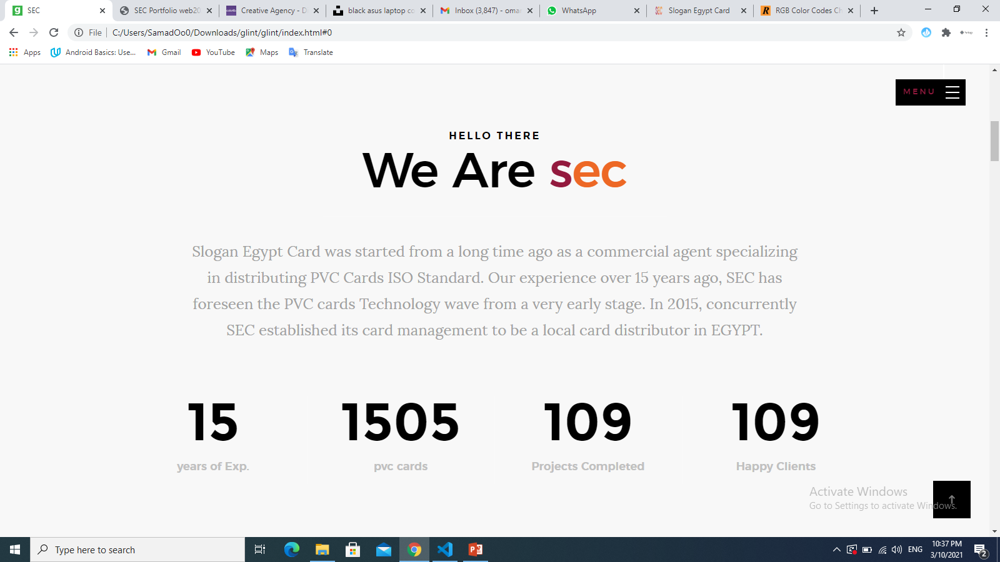 SEC
SEC Portfolio web20
Creative Agency - D
black asus laptop co
Inbox (3,847) - omar
WhatsApp
Slogan Egypt Card
RGB Color Codes Ch
File
C:/Users/SamadOo0/Downloads/glint/glint/index.html#0
Apps
Android Basics: Use...
Gmail
YouTube
Maps
Translate
MENU
HELLO THERE
We Are sec
Slogan Egypt Card was started from a long time ago as a commercial agent specializing
in distributing PVC Cards ISO Standard. Our experience over 15 years ago, SEC has
foreseen the PVC cards Technology wave from a very early stage. In 2015, concurrently
SEC established its card management to be a local card distributor in EGYPT.
15
years of Exp.
1505
pvc cards
109
Projects Completed
109
Happy Clients
Activate Windows
Go to Settings to activate Windows.
Type here to search
ENG
10:37 PM
3/10/2021
2